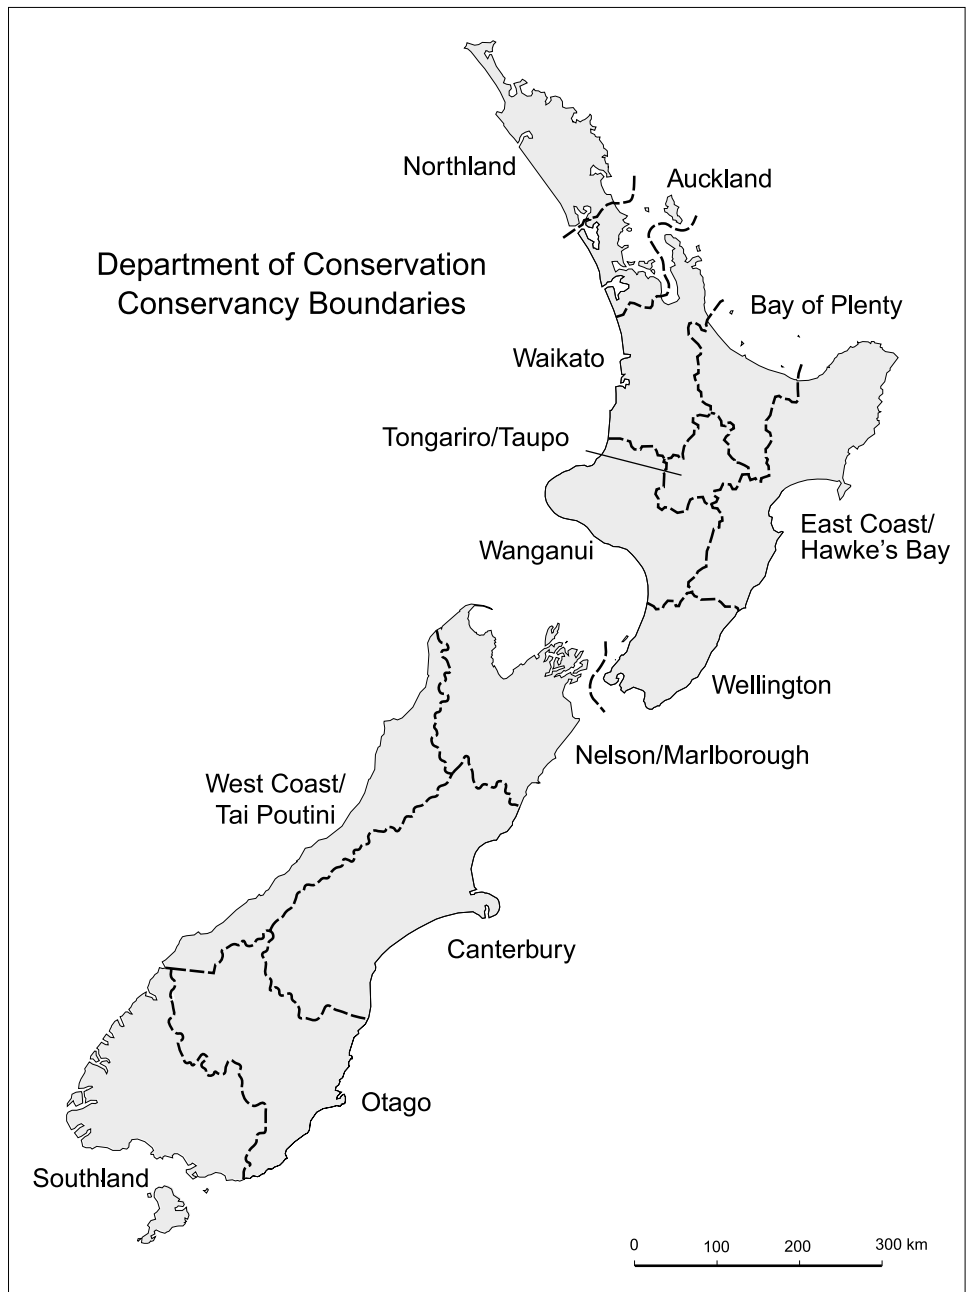 Northland
Auckland
Department of Conservation
Conservancy Boundaries
Bay of Plenty
Waikato
Tongariro/Taupo
East Coast/
Hawke's Bay
Wanganui
Wellington
Nelson/Marlborough
West Coast/
Tai Poutini
Canterbury
Otago
Southland
0 100 200 300 km